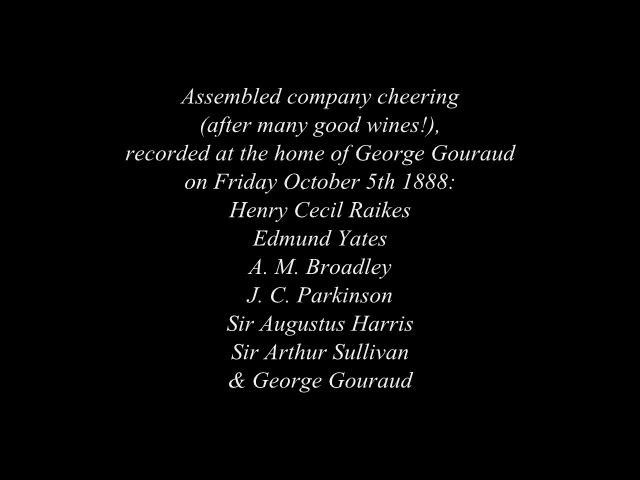 Assembled company cheering
(after many good wines!),
recorded at the home of George Gouraud
on Friday October 5th 1888:
Henry Cecil Raikes
Edmund Yates
A. M. Broadley
J. C. Parkinson
Sir Augustus Harris
Sir Arthur Sullivan
& George Gouraud